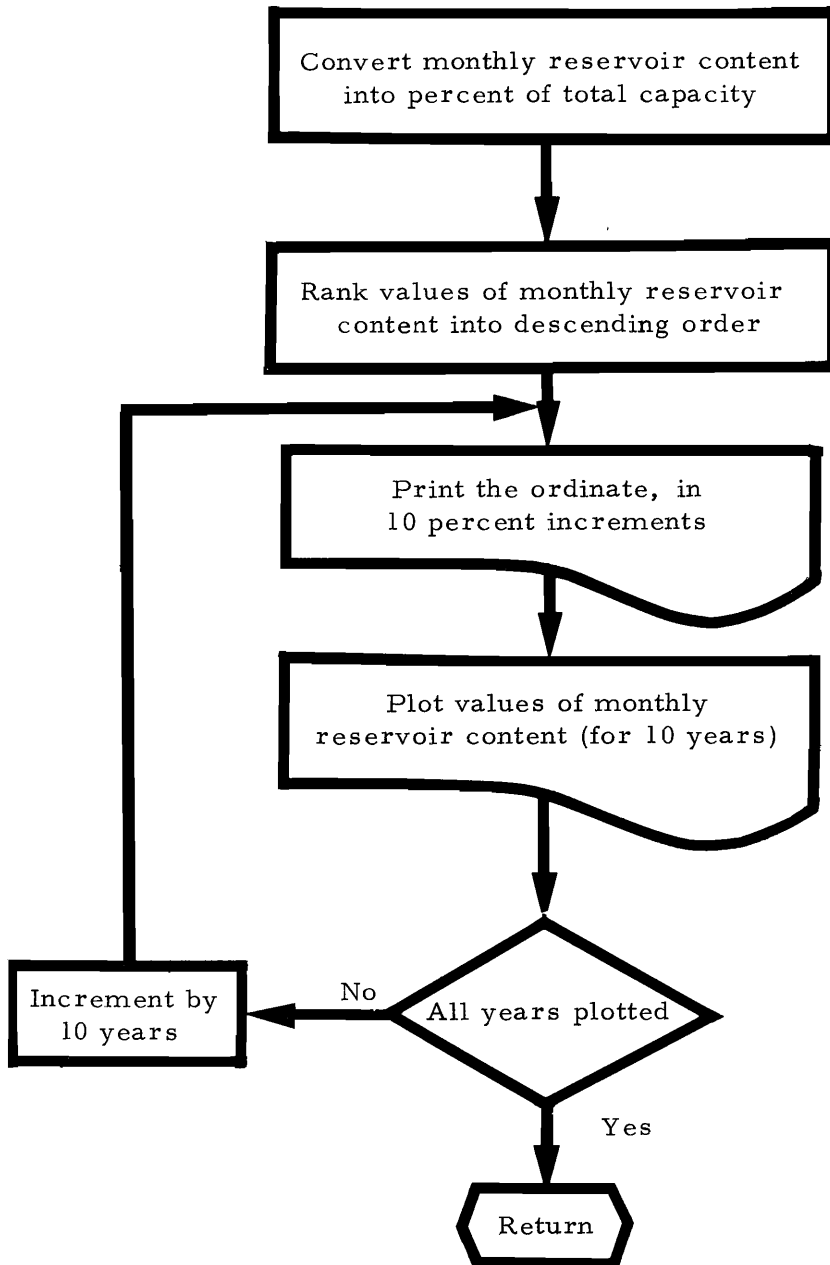 Convert monthly reservoir content
into percent of total capacity
Rank values of monthly reservoir
content into descending order
Print the ordinate, in
10 percent increments
Plot values of monthly
reservoir content (for 10 years)
All years plotted
No
Increment by
10 years
Yes
Return